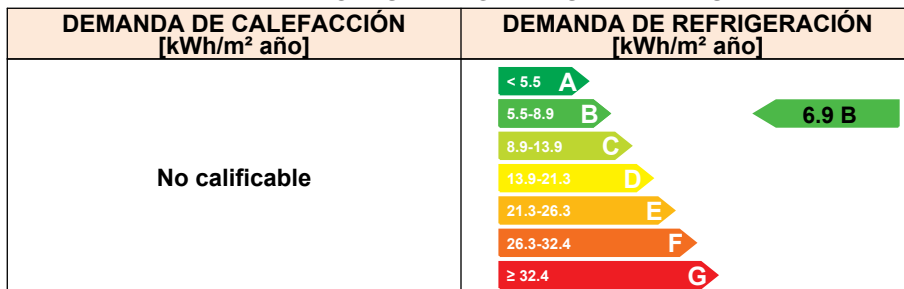 DEMANDA DE CALEFACCIÓN
[kWh/m² año]
DEMANDA DE REFRIGERACIÓN
[kWh/m² año]
No calificable
< 5.5 A
5.5-8.9 B
6.9 B
8.9-13.9 C
13.9-21.3 D
21.3-26.3 E
26.3-32.4 F
≥ 32.4 G